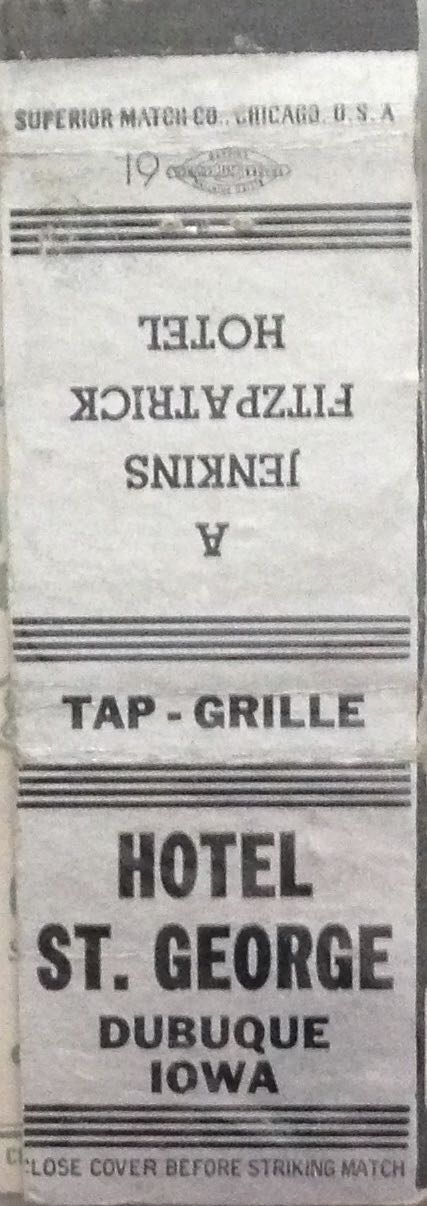 SUPERIOR MATCH CO., CHICAGO, U.S.A
19
A
JENKINS
FITZPATRICK
HOTEL
TAP - GRILLE
HOTEL
ST. GEORGE
DUBUQUE
IOWA
CLOSE COVER BEFORE STRIKING MATCH